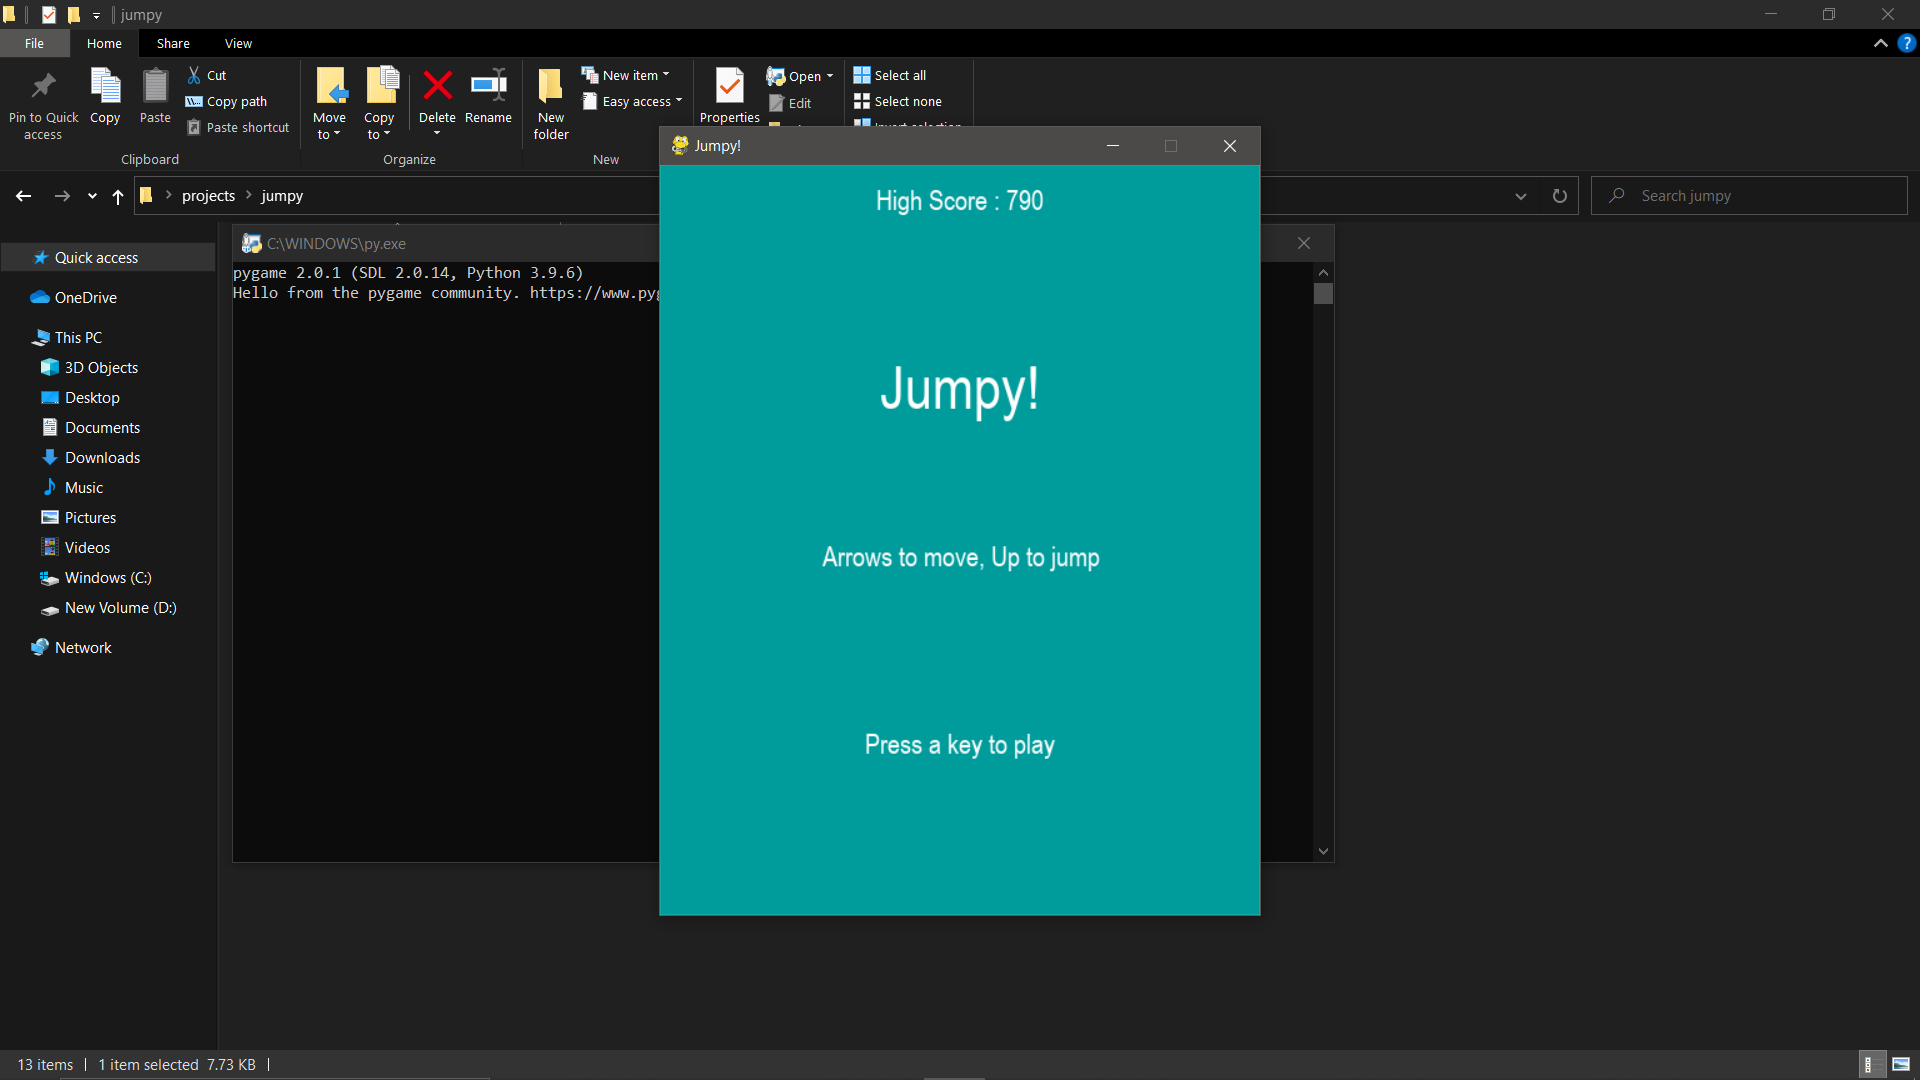 jumpy
File Home Share View
Pin to Quick access
Copy
Paste
Cut
Copy path
Paste shortcut
Clipboard
Move to
Copy to
Delete
Rename
Organize
New folder
New item
Easy access
New
Properties
Open
Edit
Select all
Select none
Invert selection
projects jumpy
Search jumpy
Quick access
OneDrive
This PC
3D Objects
Desktop
Documents
Downloads
Music
Pictures
Videos
Windows (C:)
New Volume (D:)
Network
C:\WINDOWS\py.exe
pygame 2.0.1 (SDL 2.0.14, Python 3.9.6)
Hello from the pygame community. https://www.pyg
Jumpy!
High Score : 790
Jumpy!
Arrows to move, Up to jump
Press a key to play
13 items 1 item selected 7.73 KB